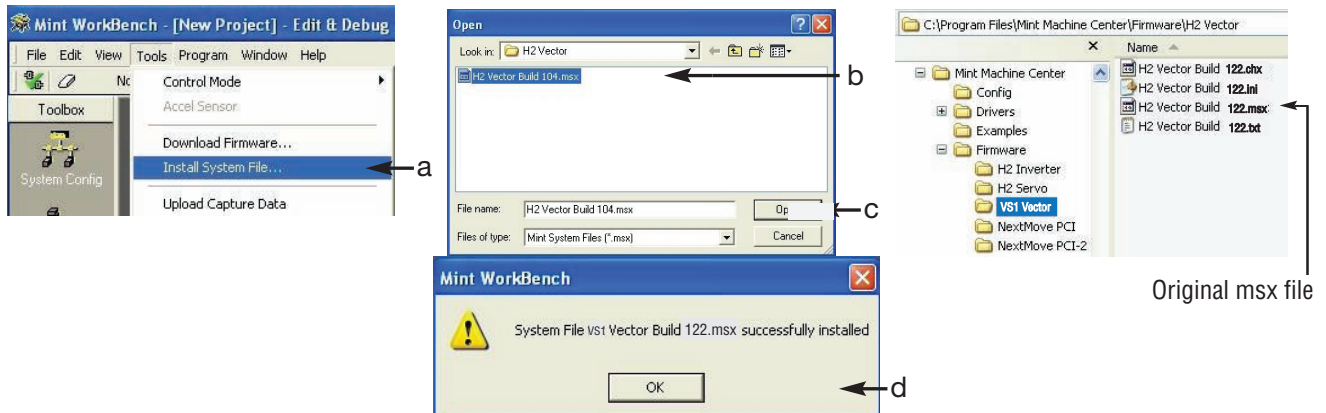 Mint WorkBench - [New Project] - Edit & Debug
File Edit View Tools Program Window Help
Toolbox
System Config
Control Mode
Accel Sensor
Download Firmware...
Install System File...
Upload Capture Data
a
Open
Look in: H2 Vector
H2 Vector Build 104.msx
b
File name: H2 Vector Build 104.msx
Op
c
Files of type: Mint System Files (*.msx)
Cancel
C:\Program Files\Mint Machine Center\Firmware\H2 Vector
Mint Machine Center
Config
Drivers
Examples
Firmware
H2 Inverter
H2 Servo
VS1 Vector
NextMove PCI
NextMove PCI-2
Name
H2 Vector Build 122.chx
H2 Vector Build 122.ini
H2 Vector Build 122.msx
H2 Vector Build 122.txt
Original msx file
Mint WorkBench
System File VS1 Vector Build 122.msx successfully installed
OK
d